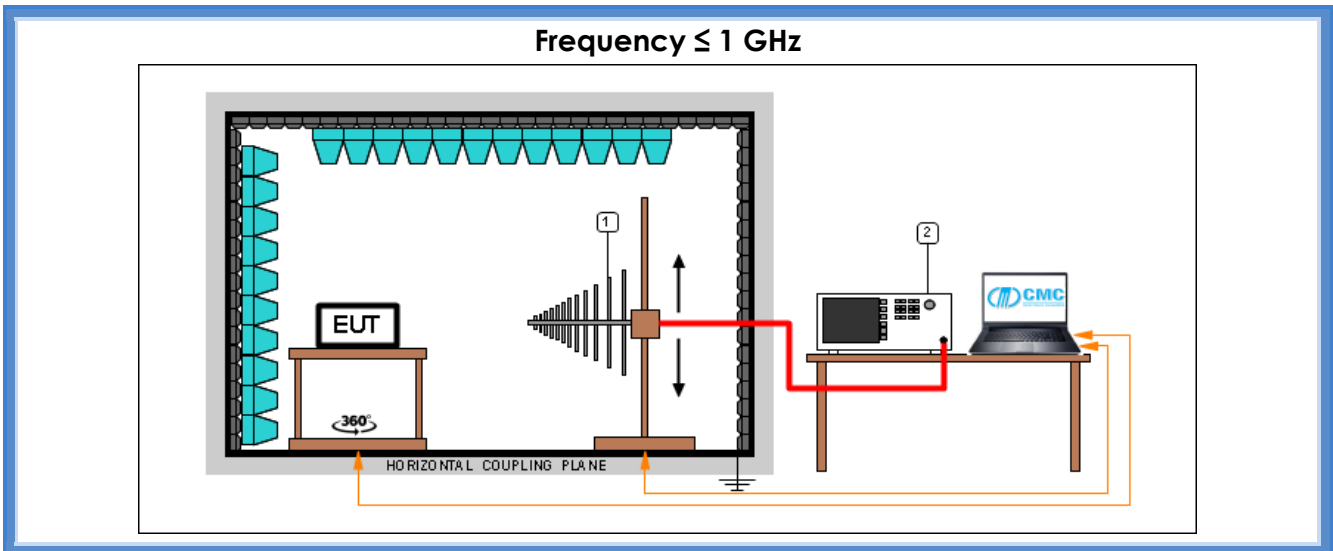 Frequency ≤ 1 GHz
1
2
CMC
EUT
360°
HORIZONTAL COUPLING PLANE